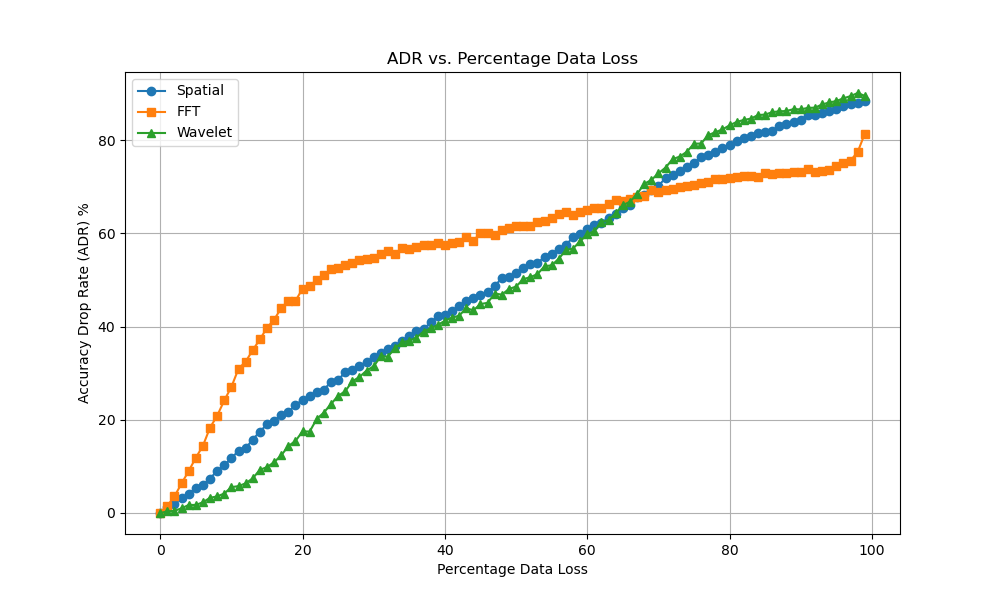 ADR vs. Percentage Data Loss
Spatial
FFT
Wavelet
Accuracy Drop Rate (ADR) %
80
60
40
20
0
0 20 40 60 80 100
Percentage Data Loss